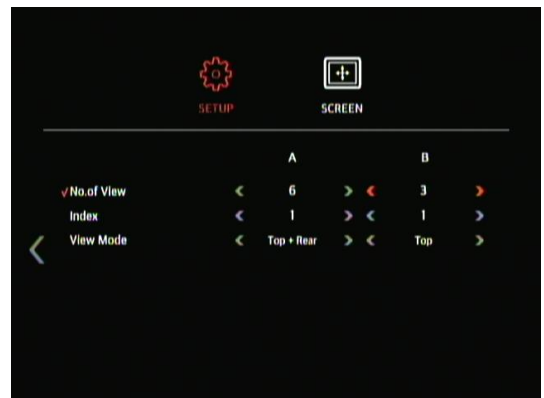 SETUP SCREEN
A B
No.of View 6 3
Index 1 1
View Mode Top + Rear Top